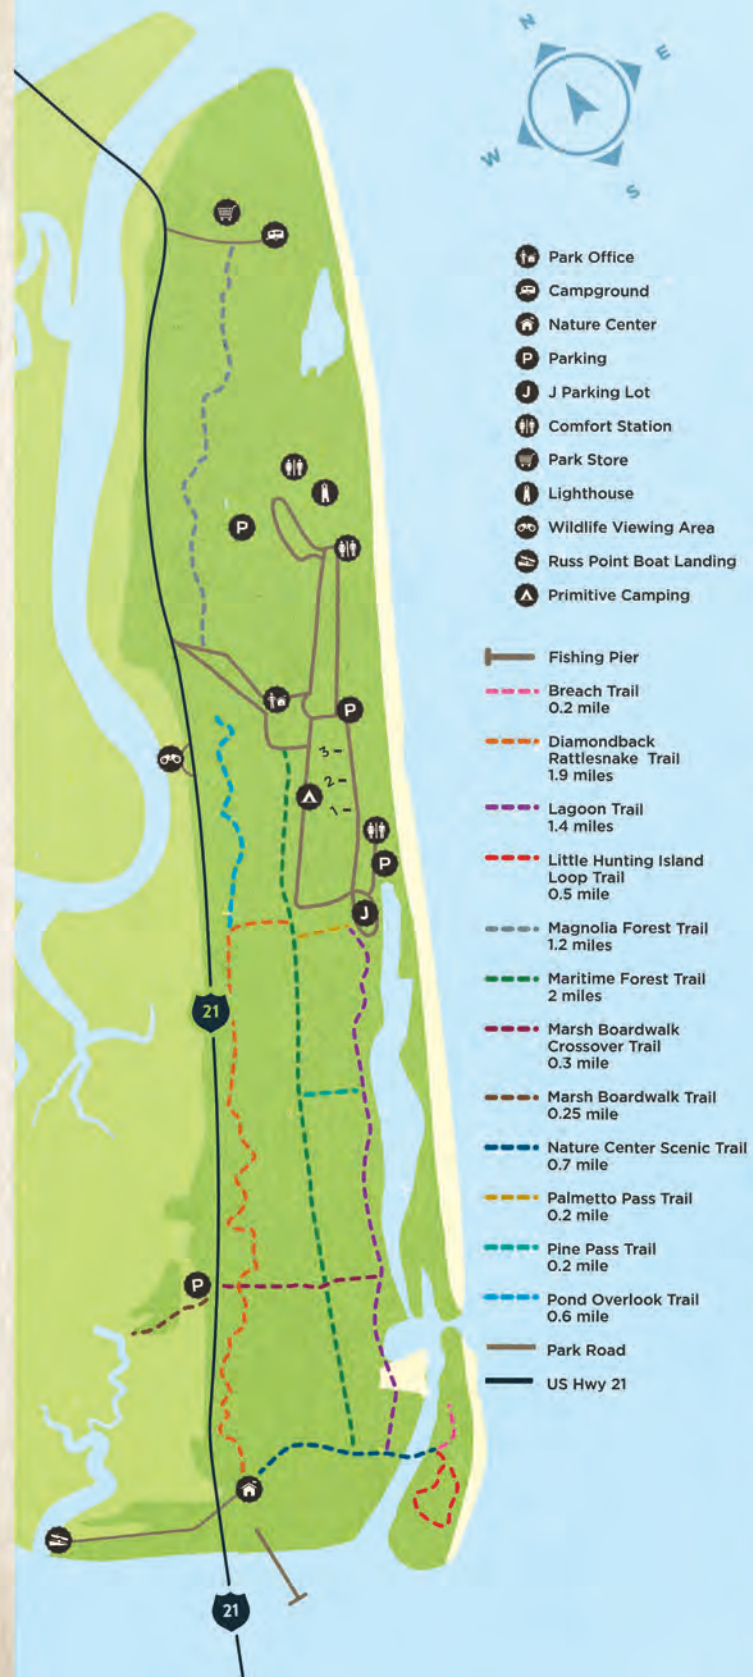 N
E
W
S
Park Office
Campground
Nature Center
P Parking
J J Parking Lot
Comfort Station
Park Store
Lighthouse
Wildlife Viewing Area
Russ Point Boat Landing
Primitive Camping
Fishing Pier
Breach Trail
0.2 mile
Diamondback
Rattlesnake Trail
1.9 miles
Lagoon Trail
1.4 miles
Little Hunting Island
Loop Trail
0.5 mile
Magnolia Forest Trail
1.2 miles
Maritime Forest Trail
2 miles
Marsh Boardwalk
Crossover Trail
0.3 mile
Marsh Boardwalk Trail
0.25 mile
Nature Center Scenic Trail
0.7 mile
Palmetto Pass Trail
0.2 mile
Pine Pass Trail
0.2 mile
Pond Overlook Trail
0.6 mile
Park Road
US Hwy 21
P
P
3 -
2 -
1 -
P
J
21
P
21